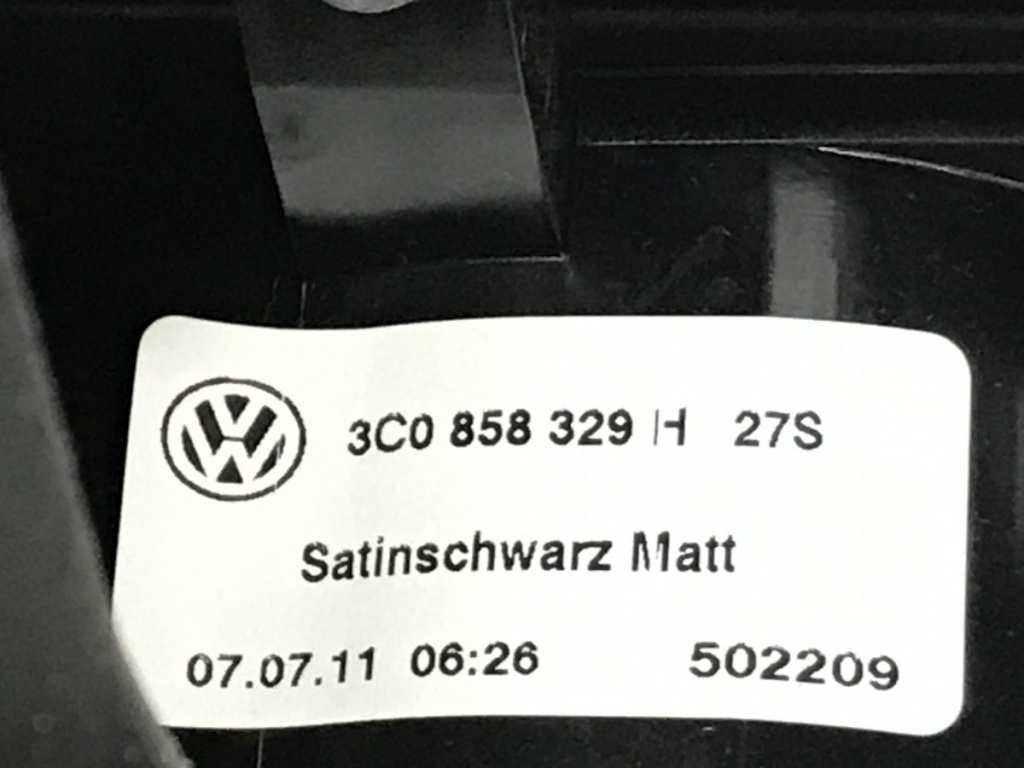 3C0 858 329 H 27S
Satinschwarz Matt
07.07.11 06:26 502209